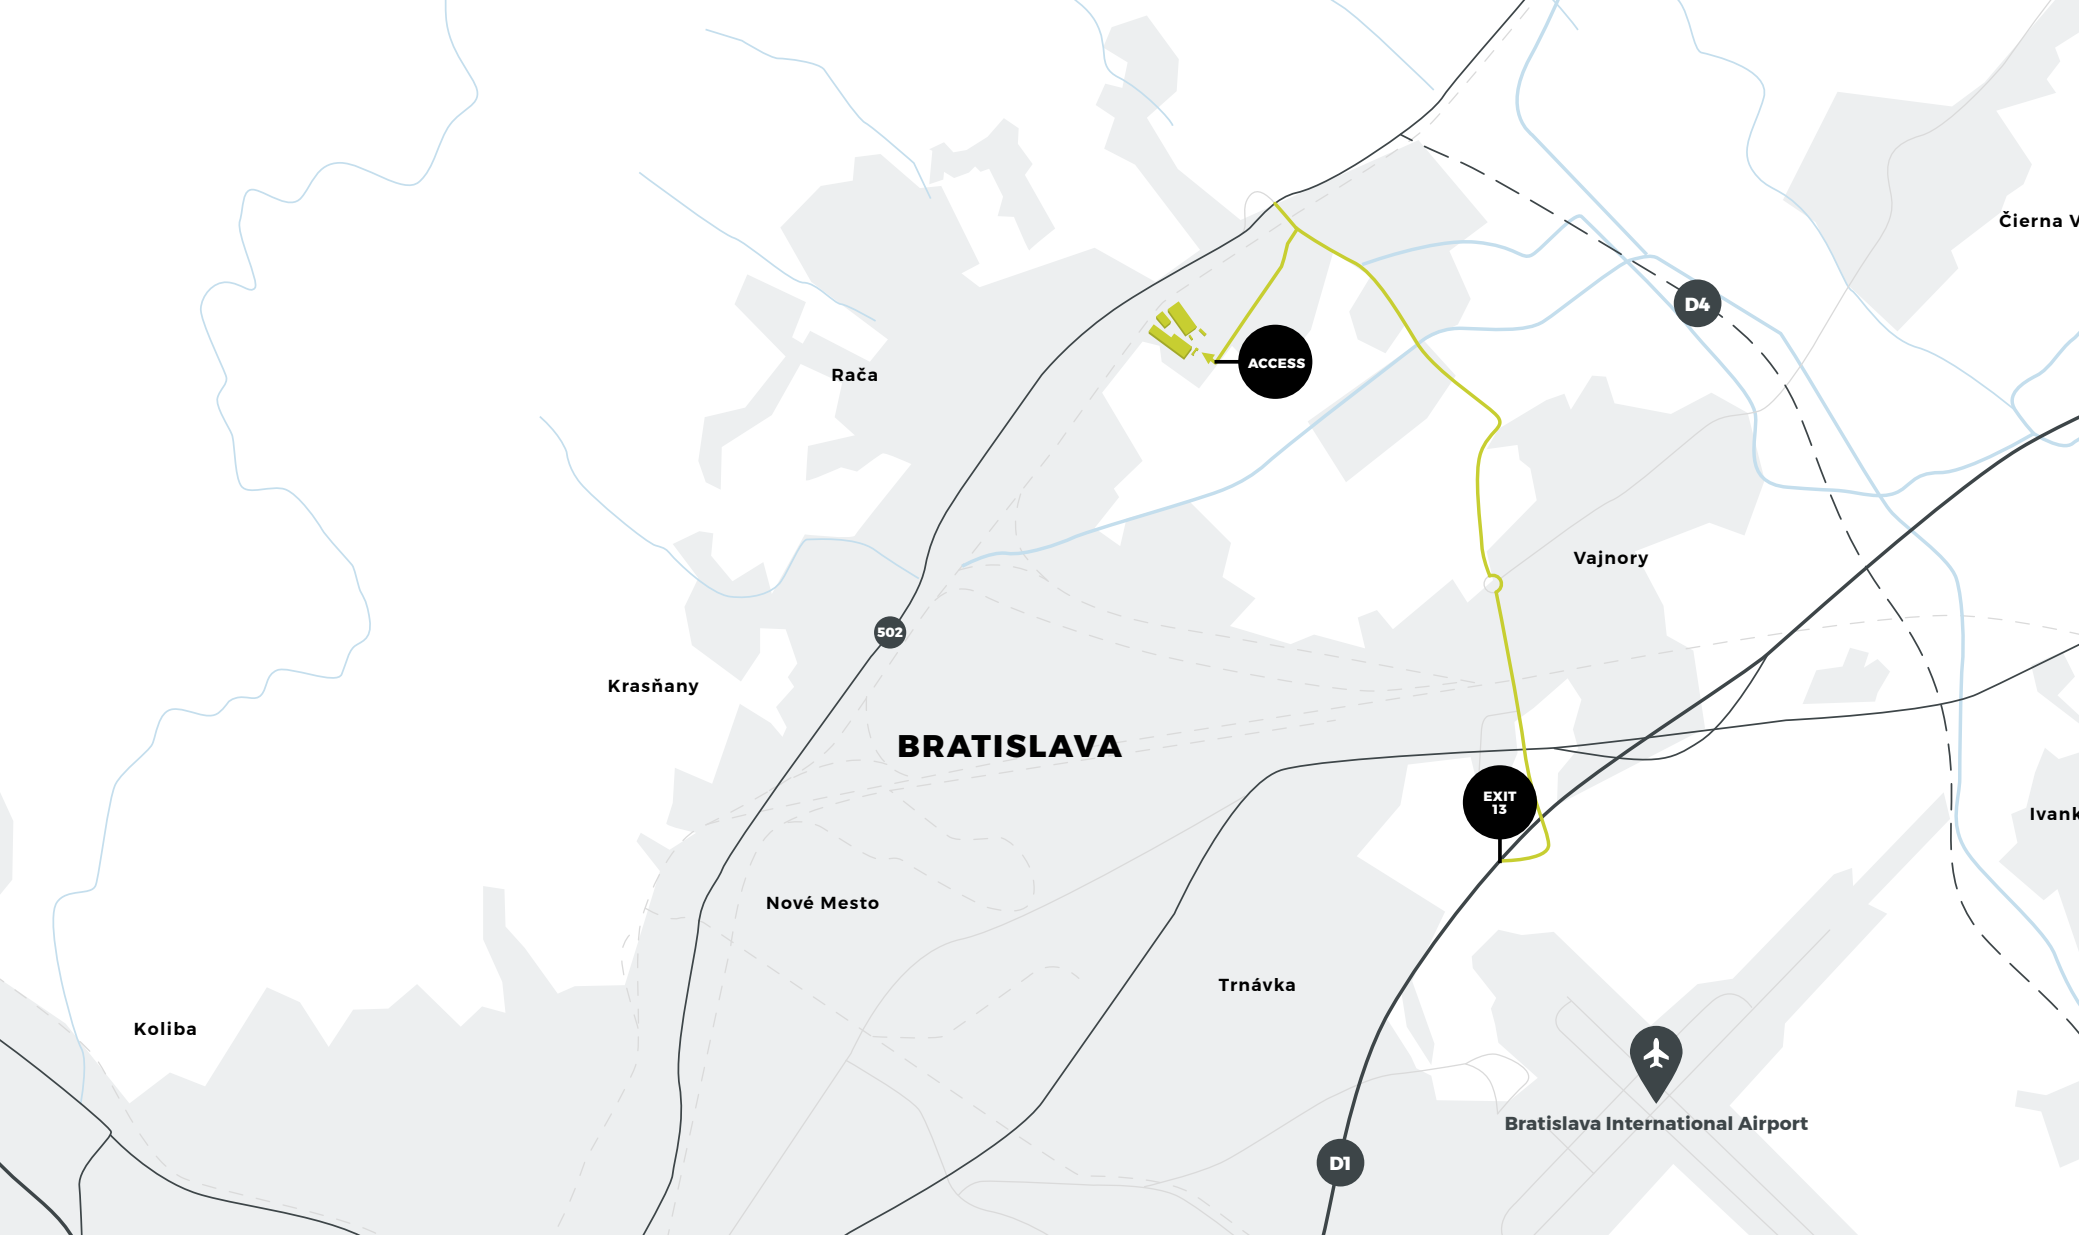 Čierna V
D4
ACCESS
Rača
Vajnory
502
Krasňany
BRATISLAVA
EXIT
13
Ivank
Nové Mesto
Trnávka
Koliba
Bratislava International Airport
D1